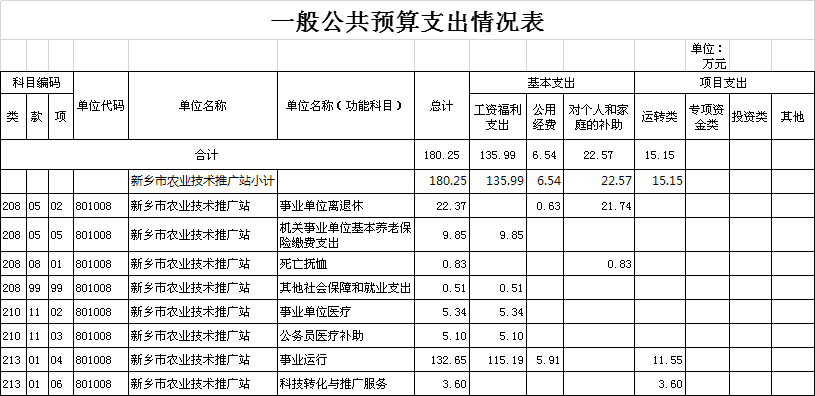 一般公共预算支出情况表
单位：
万元
科目编码 单位代码 单位名称 单位名称（功能科目） 总计 基本支出 项目支出
类 款 项 工资福利支出 公用经费 对个人和家庭的补助 运转类 专项资金类 投资类 其他
合计 180.25 135.99 6.54 22.57 15.15
新乡市农业技术推广站小计 180.25 135.99 6.54 22.57 15.15
208 05 02 801008 新乡市农业技术推广站 事业单位离退休 22.37 0.63 21.74
208 05 05 801008 新乡市农业技术推广站 机关事业单位基本养老保险缴费支出 9.85 9.85
208 08 01 801008 新乡市农业技术推广站 死亡抚恤 0.83 0.83
208 99 99 801008 新乡市农业技术推广站 其他社会保障和就业支出 0.51 0.51
210 11 02 801008 新乡市农业技术推广站 事业单位医疗 5.34 5.34
210 11 03 801008 新乡市农业技术推广站 公务员医疗补助 5.10 5.10
213 01 04 801008 新乡市农业技术推广站 事业运行 132.65 115.19 5.91 11.55
213 01 06 801008 新乡市农业技术推广站 科技转化与推广服务 3.60 3.60